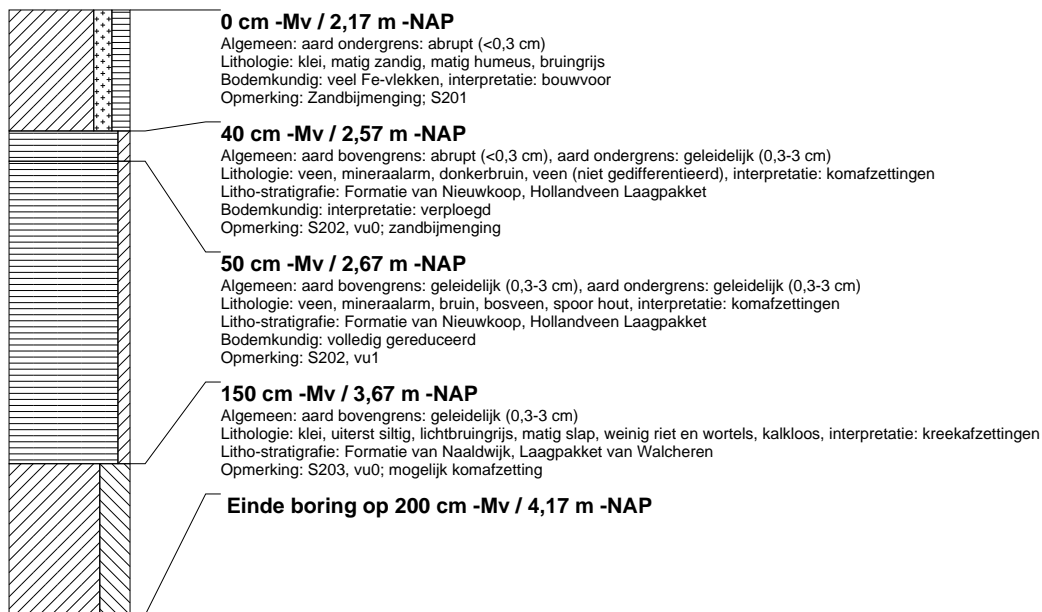 0 cm -Mv / 2,17 m -NAP
Algemeen: aard ondergrens: abrupt (<0,3 cm)
Lithologie: klei, matig zandig, matig humeus, bruingrijs
Bodemkundig: veel Fe-vlekken, interpretatie: bouwvoor
Opmerking: Zandbijmenging; S201
40 cm -Mv / 2,57 m -NAP
Algemeen: aard bovengrens: abrupt (<0,3 cm), aard ondergrens: geleidelijk (0,3-3 cm)
Lithologie: veen, mineraalarm, donkerbruin, veen (niet gedifferentieerd), interpretatie: komafzettingen
Litho-stratigrafie: Formatie van Nieuwkoop, Hollandveen Laagpakket
Bodemkundig: interpretatie: verploegd
Opmerking: S202, vu0; zandbijmenging
50 cm -Mv / 2,67 m -NAP
Algemeen: aard bovengrens: geleidelijk (0,3-3 cm), aard ondergrens: geleidelijk (0,3-3 cm)
Lithologie: veen, mineraalarm, bruin, bosveen, spoor hout, interpretatie: komafzettingen
Litho-stratigrafie: Formatie van Nieuwkoop, Hollandveen Laagpakket
Bodemkundig: volledig gereduceerd
Opmerking: S202, vu1
150 cm -Mv / 3,67 m -NAP
Algemeen: aard bovengrens: geleidelijk (0,3-3 cm)
Lithologie: klei, uiterst siltig, lichtbruingrijs, matig slap, weinig riet en wortels, kalkloos, interpretatie: kreekafzettingen
Litho-stratigrafie: Formatie van Naaldwijk, Laagpakket van Walcheren
Opmerking: S203, vu0; mogelijk komafzetting
Einde boring op 200 cm -Mv / 4,17 m -NAP